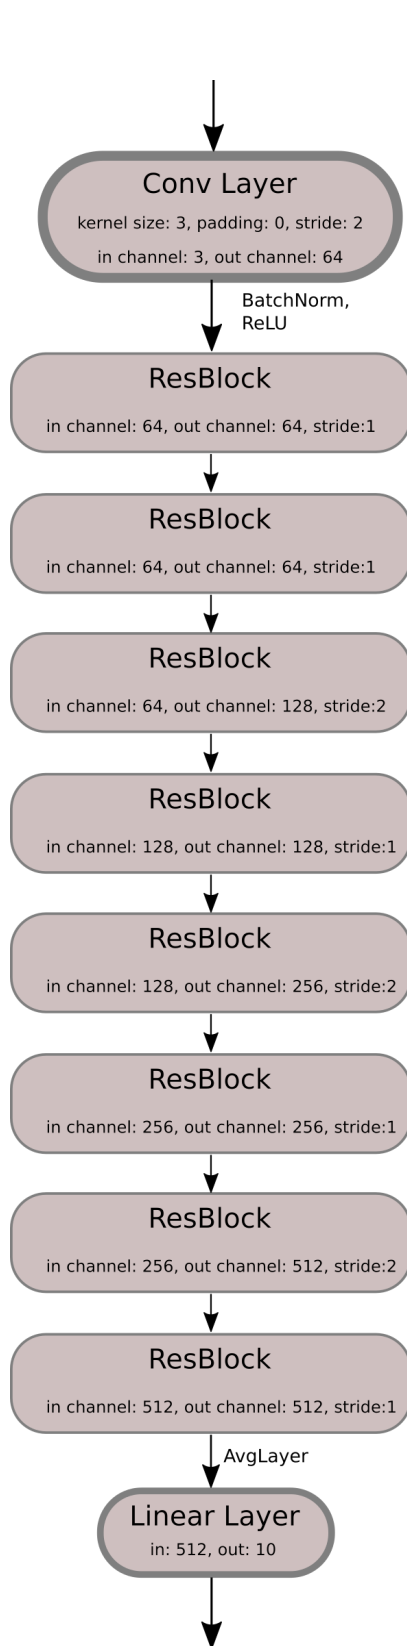 Conv Layer
kernel size: 3, padding: 0, stride: 2
in channel: 3, out channel: 64
BatchNorm,
ReLU
ResBlock
in channel: 64, out channel: 64, stride:1
ResBlock
in channel: 64, out channel: 64, stride:1
ResBlock
in channel: 64, out channel: 128, stride:2
ResBlock
in channel: 128, out channel: 128, stride:1
ResBlock
in channel: 128, out channel: 256, stride:2
ResBlock
in channel: 256, out channel: 256, stride:1
ResBlock
in channel: 256, out channel: 512, stride:2
ResBlock
in channel: 512, out channel: 512, stride:1
AvgLayer
Linear Layer
in: 512, out: 10